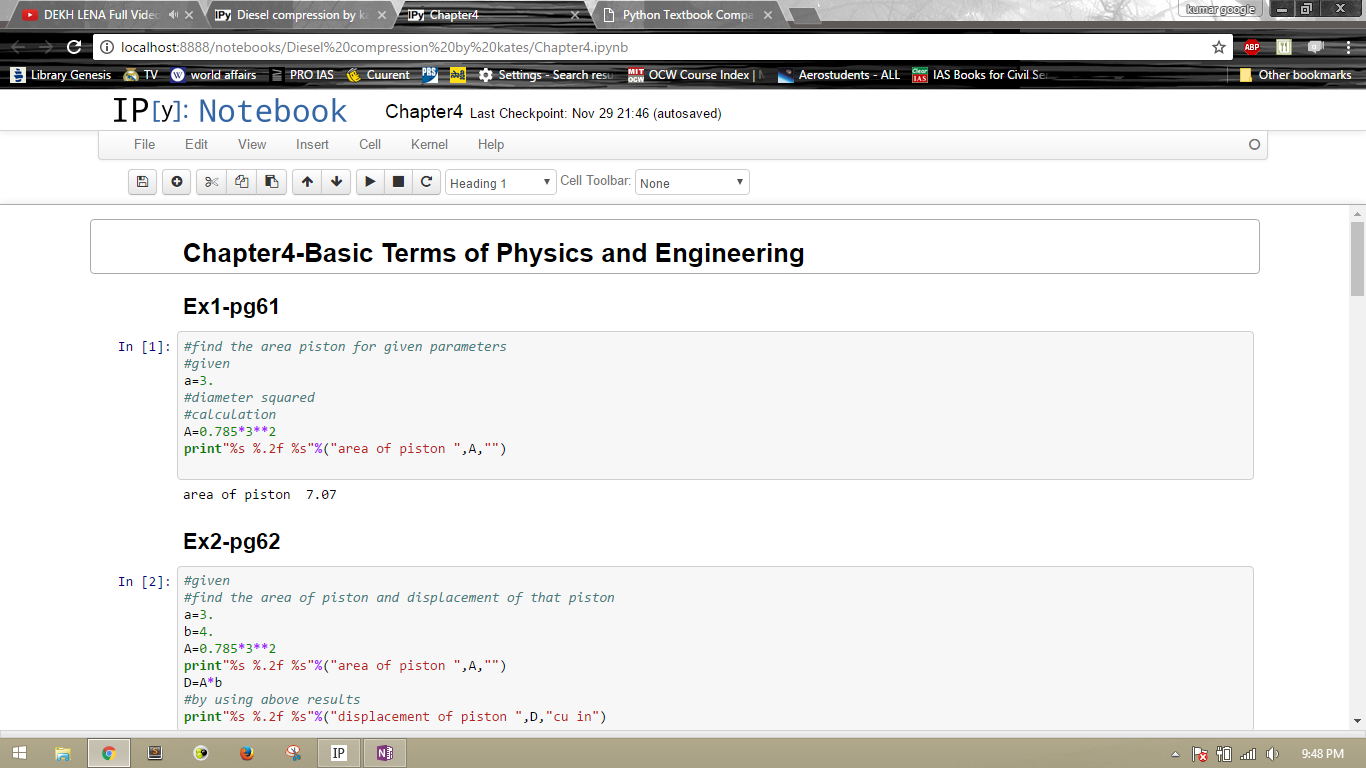 DEKH LENA Full Vide
Diesel compression by k
Chapter4
Python Textbook Compa
kumar google
localhost:8888/notebooks/Diesel%20compression%20by%20kates/Chapter4.ipynb
ABP
Library Genesis TV world affairs PRO IAS Cuurent PBS Settings - Search resu MIT OCW OCW Course Index | Aerostudents - ALL Clear IAS IAS Books for Civil Se Other bookmarks
IP[y]: Notebook Chapter4 Last Checkpoint: Nov 29 21:46 (autosaved)
File Edit View Insert Cell Kernel Help
Heading 1 Cell Toolbar: None
Chapter4-Basic Terms of Physics and Engineering
Ex1-pg61
In [1]: #find the area piston for given parameters
#given
a=3.
#diameter squared
#calculation
A=0.785*3**2
print"%s %.2f %s"%("area of piston ",A,"")
area of piston  7.07
Ex2-pg62
In [2]: #given
#find the area of piston and displacement of that piston
a=3.
b=4.
A=0.785*3**2
print"%s %.2f %s"%("area of piston ",A,"")
D=A*b
#by using above results
print"%s %.2f %s"%("displacement of piston ",D,"cu in")
IP
9:48 PM